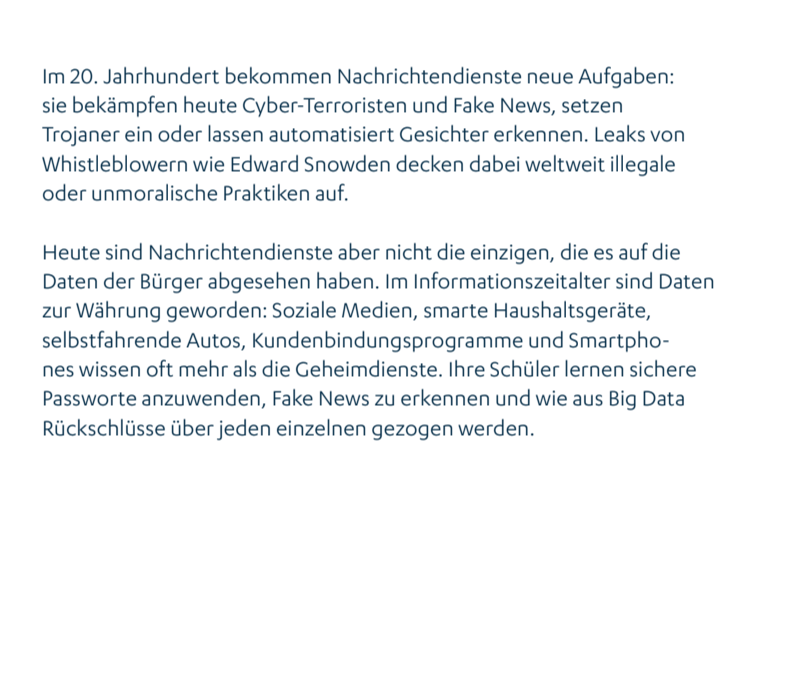 Im 20. Jahrhundert bekommen Nachrichtendienste neue Aufgaben:
sie bekämpfen heute Cyber-Terroristen und Fake News, setzen
Trojaner ein oder lassen automatisiert Gesichter erkennen. Leaks von
Whistleblowern wie Edward Snowden decken dabei weltweit illegale
oder unmoralische Praktiken auf.
Heute sind Nachrichtendienste aber nicht die einzigen, die es auf die
Daten der Bürger abgesehen haben. Im Informationszeitalter sind Daten
zur Währung geworden: Soziale Medien, smarte Haushaltsgeräte,
selbstfahrende Autos, Kundenbindungsprogramme und Smartpho-
nes wissen oft mehr als die Geheimdienste. Ihre Schüler lernen sichere
Passworte anzuwenden, Fake News zu erkennen und wie aus Big Data
Rückschlüsse über jeden einzelnen gezogen werden.